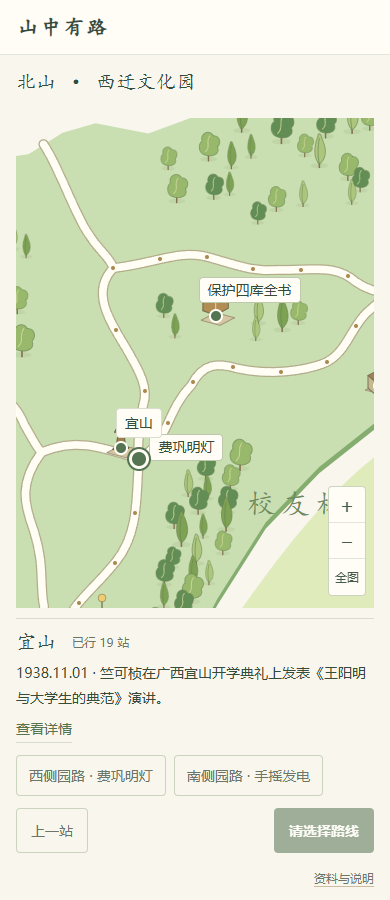 山中有路
北山 • 西迁文化园
保护四库全书
宜山
费巩明灯
校友林
+
−
全图
宜山 已行 19 站
1938.11.01 · 竺可桢在广西宜山开学典礼上发表《王阳明
与大学生的典范》演讲。
查看详情
西侧园路 · 费巩明灯 南侧园路 · 手摇发电
上一站 请选择路线
资料与说明